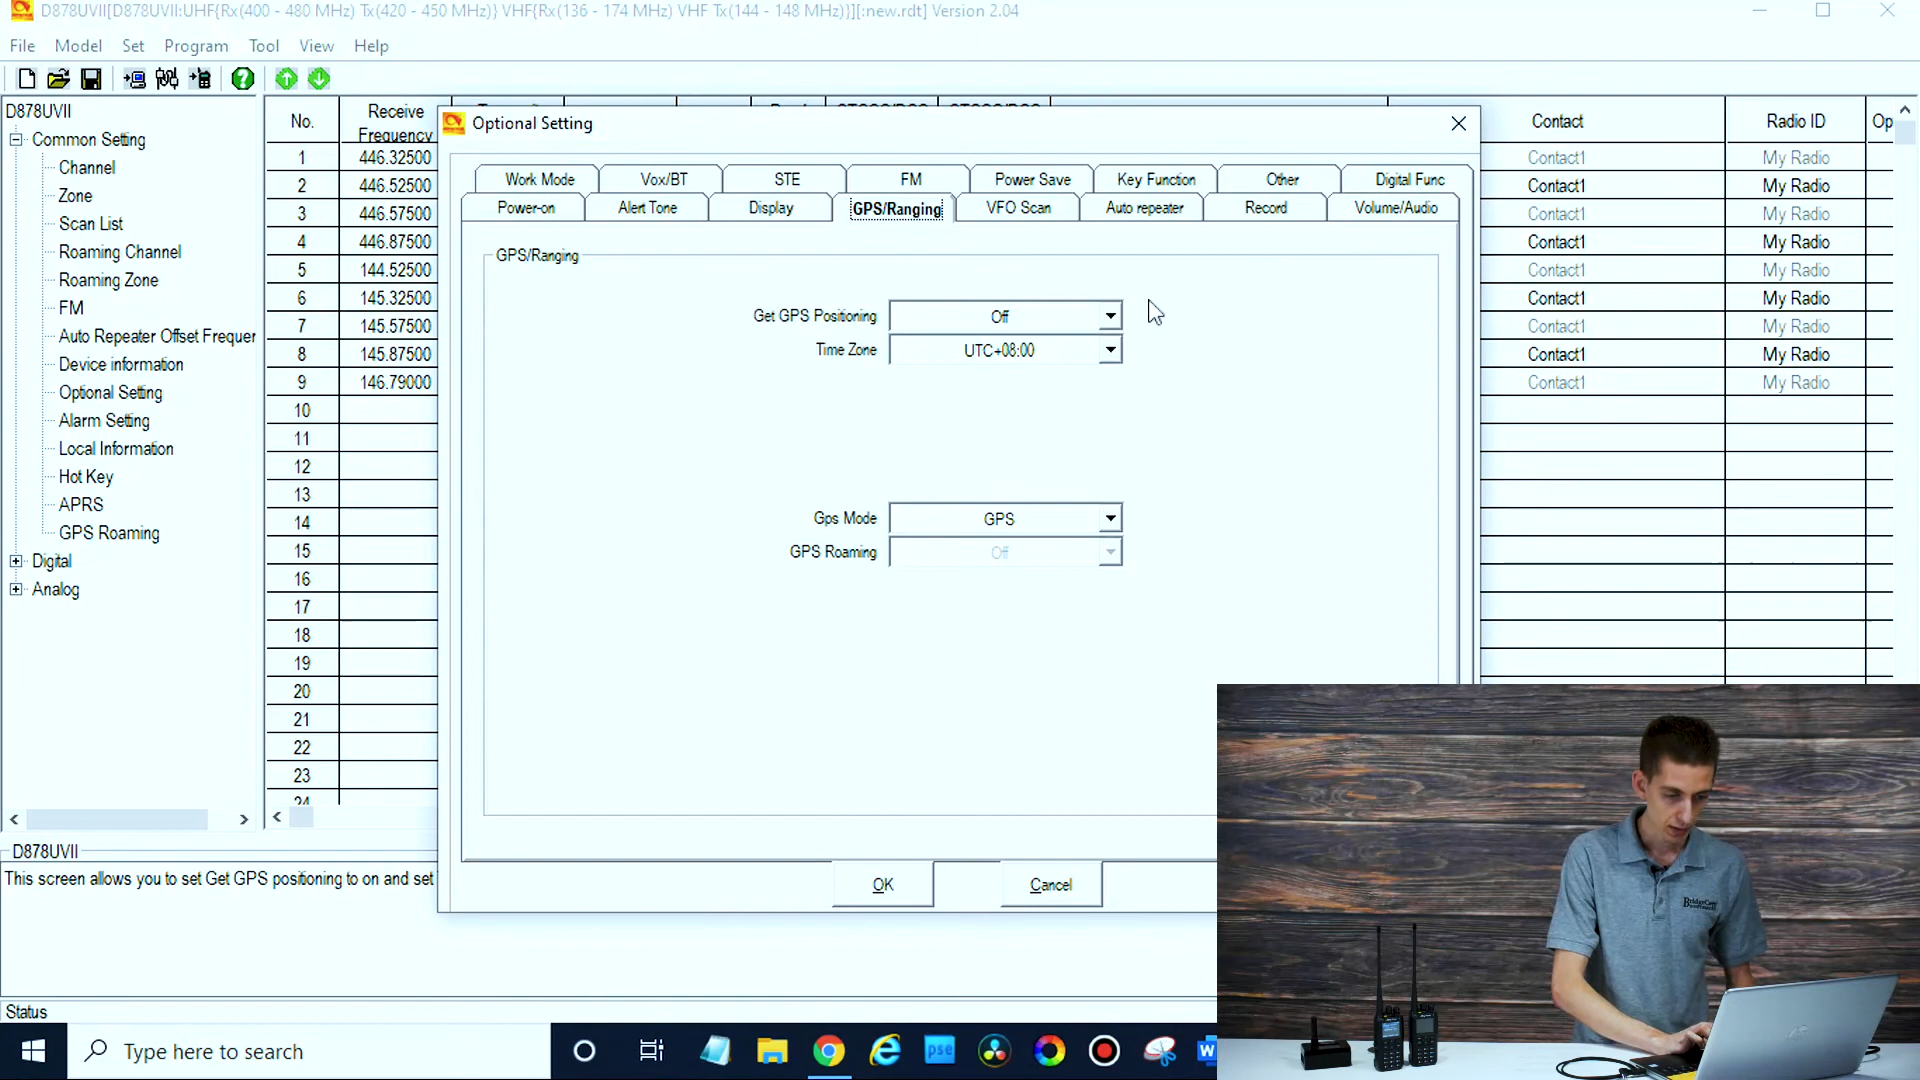 D878UVII[D878UVII:UHF{Rx(400 - 480 MHz) Tx(420 - 450 MHz)} VHF{Rx(136 - 174 MHz) VHF Tx(144 - 148 MHz)}][:new.rdt] Version 2.04
File Model Set Program Tool View Help
D878UVII
Common Setting
Channel
Zone
Scan List
Roaming Channel
Roaming Zone
FM
Auto Repeater Offset Frequer
Device information
Optional Setting
Alarm Setting
Local Information
Hot Key
APRS
GPS Roaming
Digital
Analog
No. Receive Frequency Contact Radio ID Op
1 446.32500 Contact1 My Radio
2 446.52500 Contact1 My Radio
3 446.57500 Contact1 My Radio
4 446.87500 Contact1 My Radio
5 144.52500 Contact1 My Radio
6 145.32500 Contact1 My Radio
7 145.57500 Contact1 My Radio
8 145.87500 Contact1 My Radio
9 146.79000 Contact1 My Radio
10
11
12
13
14
15
16
17
18
19
20
21
22
23
24
Optional Setting
Work Mode Vox/BT STE FM Power Save Key Function Other Digital Func
Power-on Alert Tone Display GPS/Ranging VFO Scan Auto repeater Record Volume/Audio
GPS/Ranging
Get GPS Positioning Off
Time Zone UTC+08:00
Gps Mode GPS
GPS Roaming Off
OK Cancel
D878UVII
This screen allows you to set Get GPS positioning to on and set
Status
Type here to search
pse
W
BridgeCom